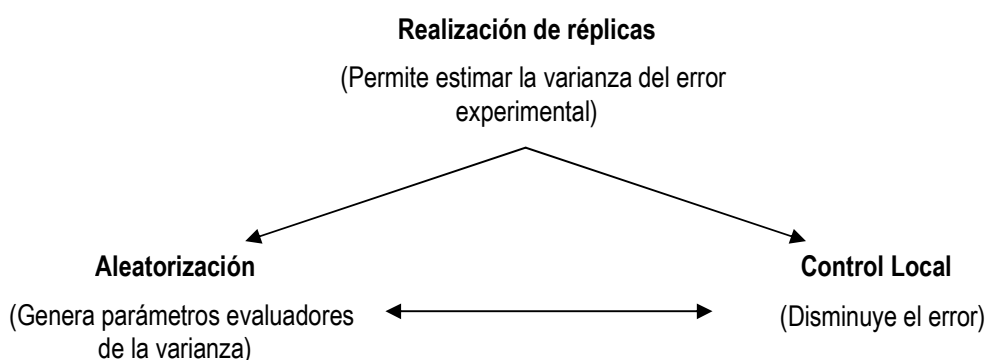 Realización de réplicas
(Permite estimar la varianza del error
experimental)
Aleatorización
(Genera parámetros evaluadores
de la varianza)
Control Local
(Disminuye el error)